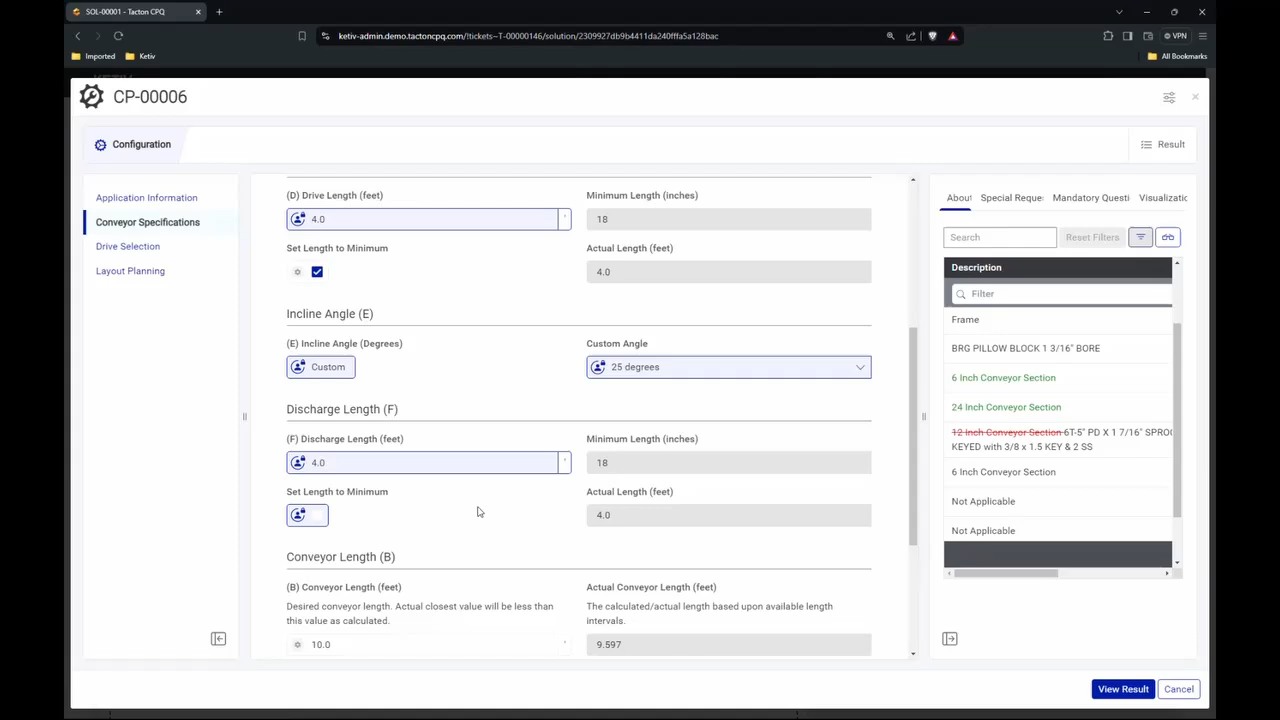 SOL-00001 - Tacton CPQ
ketiv-admin.demo.tactoncpq.com/!tickets~T-00000146/solution/2309927db9b4411da240fffa5a128bac
VPN
Imported
Ketiv
All Bookmarks
CP-00006
Configuration
Result
Application Information
Conveyor Specifications
Drive Selection
Layout Planning
(D) Drive Length (feet)
Minimum Length (inches)
4.0
18
Set Length to Minimum
Actual Length (feet)
4.0
Incline Angle (E)
(E) Incline Angle (Degrees)
Custom Angle
Custom
25 degrees
Discharge Length (F)
(F) Discharge Length (feet)
Minimum Length (inches)
4.0
18
Set Length to Minimum
Actual Length (feet)
4.0
Conveyor Length (B)
(B) Conveyor Length (feet)
Actual Conveyor Length (feet)
Desired conveyor length. Actual closest value will be less than
this value as calculated.
The calculated/actual length based upon available length
intervals.
10.0
9.597
About
Special Reque
Mandatory Questi
Visualizatio
Search
Reset Filters
Description
Filter
Frame
BRG PILLOW BLOCK 1 3/16" BORE
6 Inch Conveyor Section
24 Inch Conveyor Section
12 Inch Conveyor Section 6T-5" PD X 1 7/16" SPROC
KEYED with 3/8 x 1.5 KEY & 2 SS
6 Inch Conveyor Section
Not Applicable
Not Applicable
View Result
Cancel